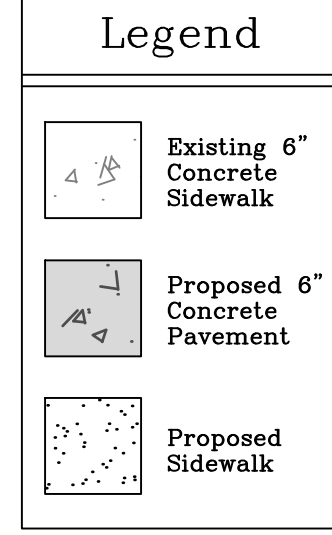 Legend
Existing 6"
Concrete
Sidewalk
Proposed 6"
Concrete
Pavement
Proposed
Sidewalk